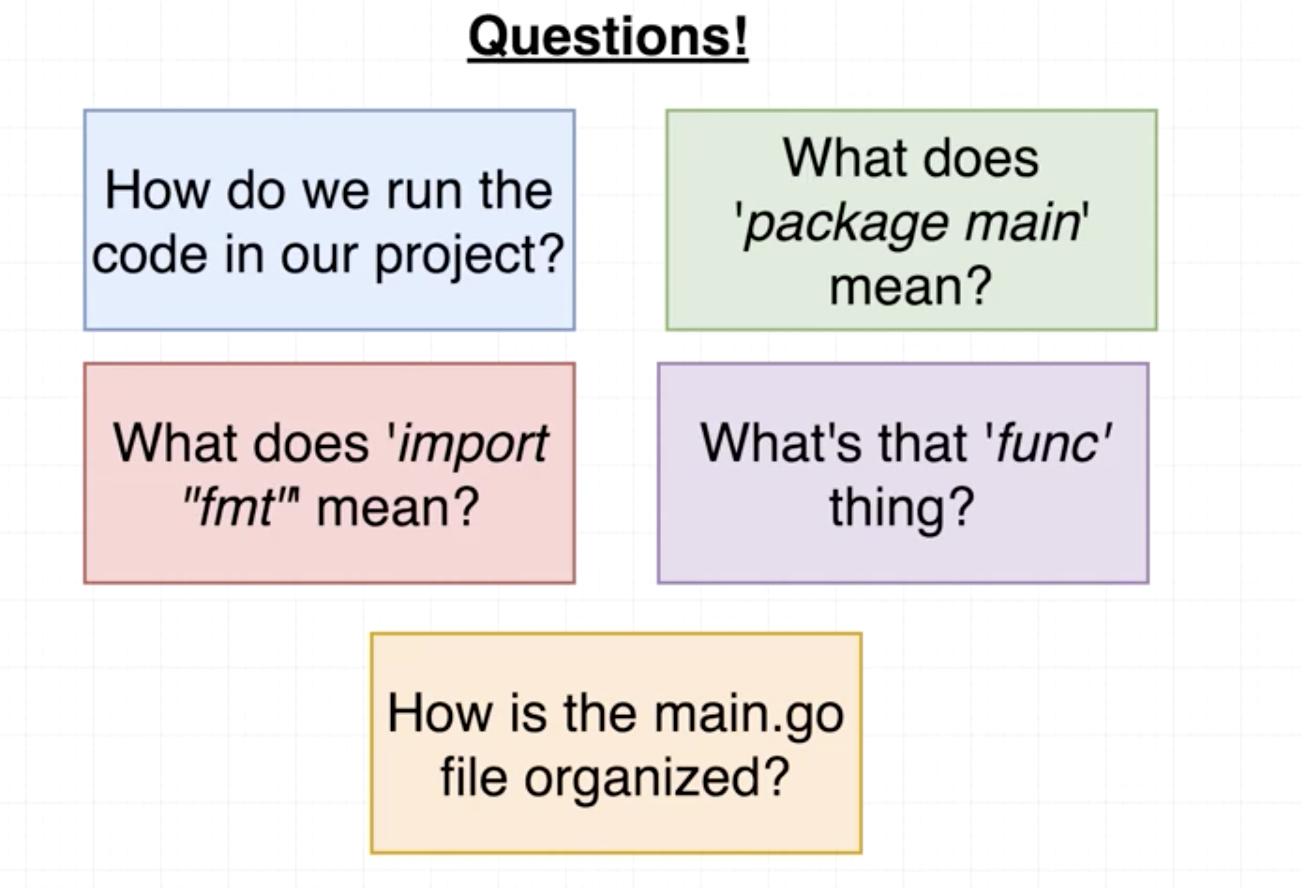 Questions!
How do we run the
code in our project?
What does
'package main'
mean?
What does 'import
"fmt"' mean?
What's that 'func'
thing?
How is the main.go
file organized?